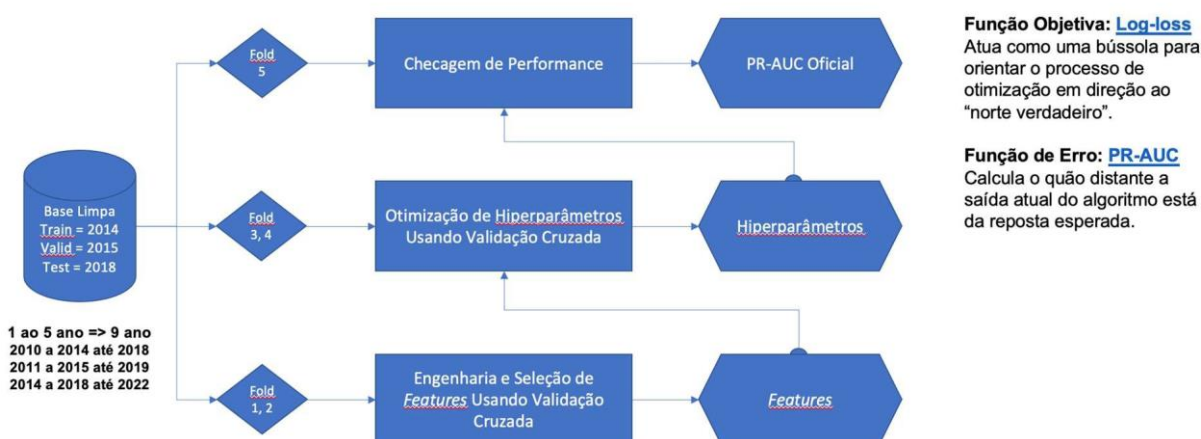 Fold
5
Checagem de Performance
PR-AUC Oficial
Função Objetiva: Log-loss
Atua como uma bússola para
orientar o processo de
otimização em direção ao
“norte verdadeiro”.
Função de Erro: PR-AUC
Calcula o quão distante a
saída atual do algoritmo está
da reposta esperada.
Base Limpa
Train = 2014
Valid = 2015
Test = 2018
Fold
3, 4
Otimização de Hiperparâmetros
Usando Validação Cruzada
Hiperparâmetros
1 ao 5 ano => 9 ano
2010 a 2014 até 2018
2011 a 2015 até 2019
2014 a 2018 até 2022
Fold
1, 2
Engenharia e Seleção de
Features Usando Validação
Cruzada
Features